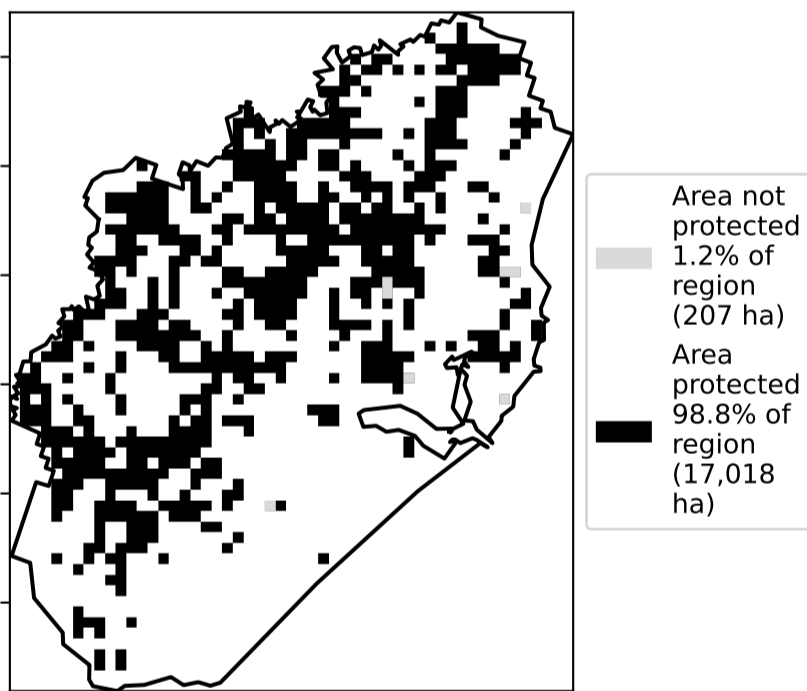 Area not
protected
1.2% of
region
(207 ha)
Area
protected
98.8% of
region
(17,018
ha)